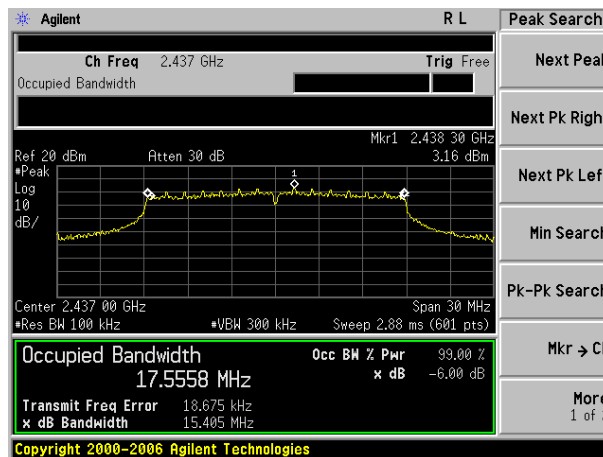 Agilent R L Peak Search
Ch Freq 2.437 GHz Trig Free
Occupied Bandwidth
Next Peak
Next Pk Righ
Mkr1 2.438 30 GHz
Ref 20 dBm Atten 30 dB 3.16 dBm
#Peak
Log
10
dB/
1
Next Pk Lef
Min Search
Pk-Pk Search
Center 2.437 00 GHz Span 30 MHz
#Res BW 100 kHz #VBW 300 kHz Sweep 2.88 ms (601 pts)
Occupied Bandwidth Occ BW % Pwr 99.00 %
17.5558 MHz x dB -6.00 dB
Mkr → C
Transmit Freq Error 18.675 kHz
x dB Bandwidth 15.405 MHz
More
1 of
Copyright 2000-2006 Agilent Technologies